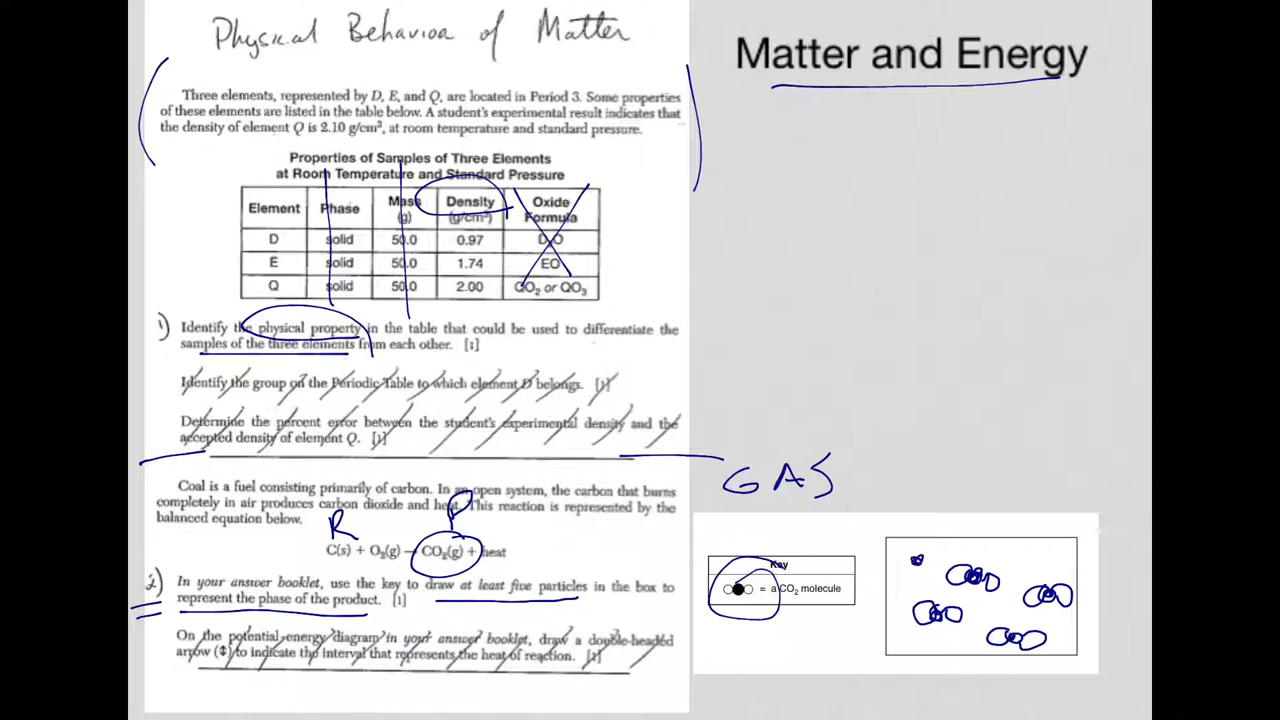 Physical Behavior of Matter
Matter and Energy
Three elements, represented by D, E, and Q, are located in Period 3. Some properties
of these elements are listed in the table below. A student's experimental result indicates that
the density of element Q is 2.10 g/cm³, at room temperature and standard pressure.
Properties of Samples of Three Elements
at Room Temperature and Standard Pressure
Element Phase Mass (g) Density (g/cm³) Oxide Formula
D solid 50.0 0.97 D₂O
E solid 50.0 1.74 EO
Q solid 50.0 2.00 QO₂ or QO₃
1) Identify the physical property in the table that could be used to differentiate the
samples of the three elements from each other. [1]
Identify the group on the Periodic Table to which element D belongs. [1]
Determine the percent error between the student's experimental density and the
accepted density of element Q. [1]
GAS
Coal is a fuel consisting primarily of carbon. In an open system, the carbon that burns
completely in air produces carbon dioxide and heat. This reaction is represented by the
balanced equation below.
R P
C(s) + O₂(g) → CO₂(g) + heat
2) In your answer booklet, use the key to draw at least five particles in the box to
represent the phase of the product. [1]
On the potential energy diagram in your answer booklet, draw a double-headed
arrow (↕) to indicate the interval that represents the heat of reaction. [1]
Key
= a CO₂ molecule